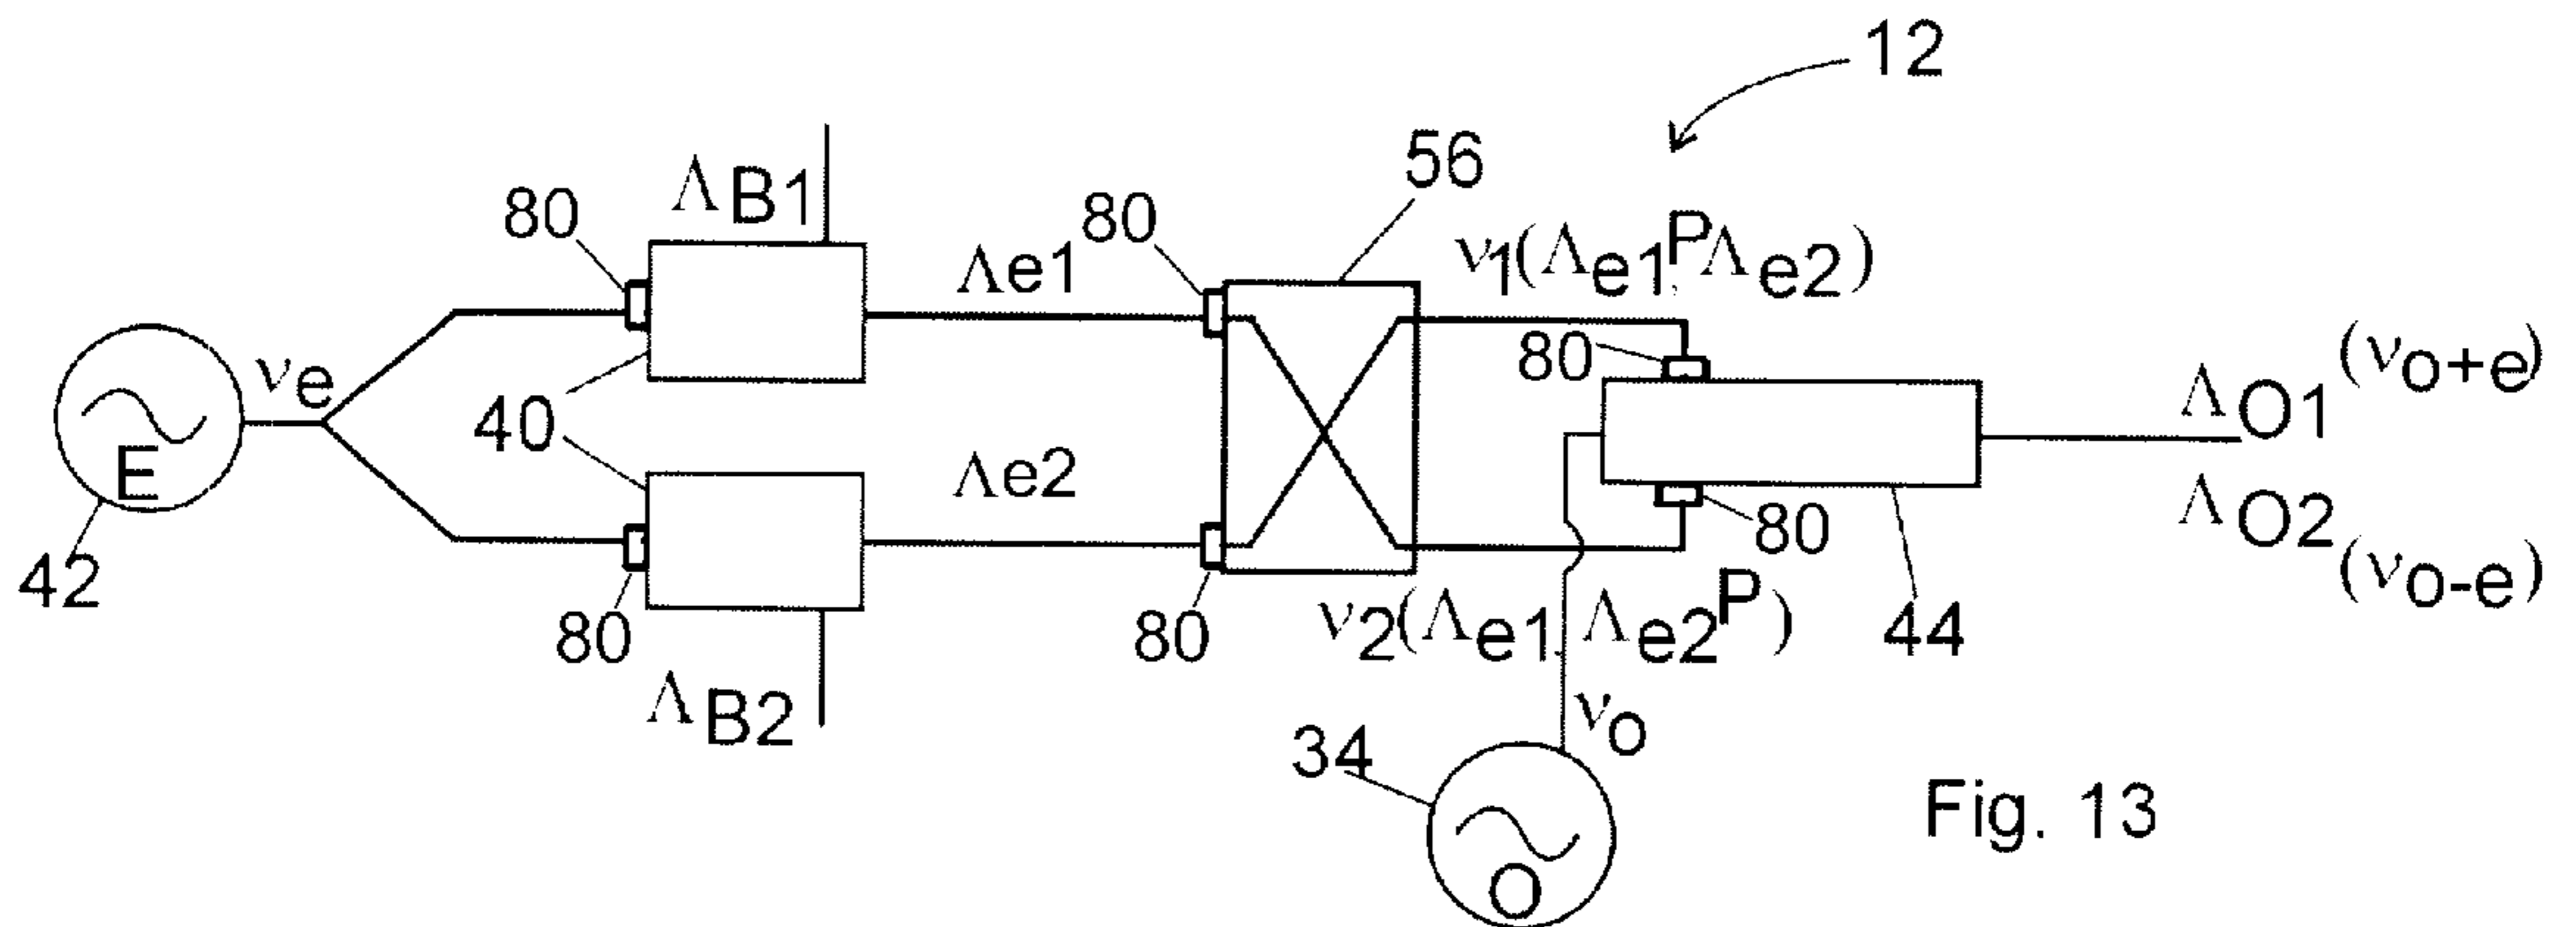 12
56
ΛB1
80
80
Λe1
ν1(Λe1,PΛe2)
80
ΛO1(νo+e)
νe
E
40
Λe2
80
ΛO2(νo-e)
42
80
80
ν2(Λe1, Λe2P)
44
ΛB2
νo
34
O
Fig. 13